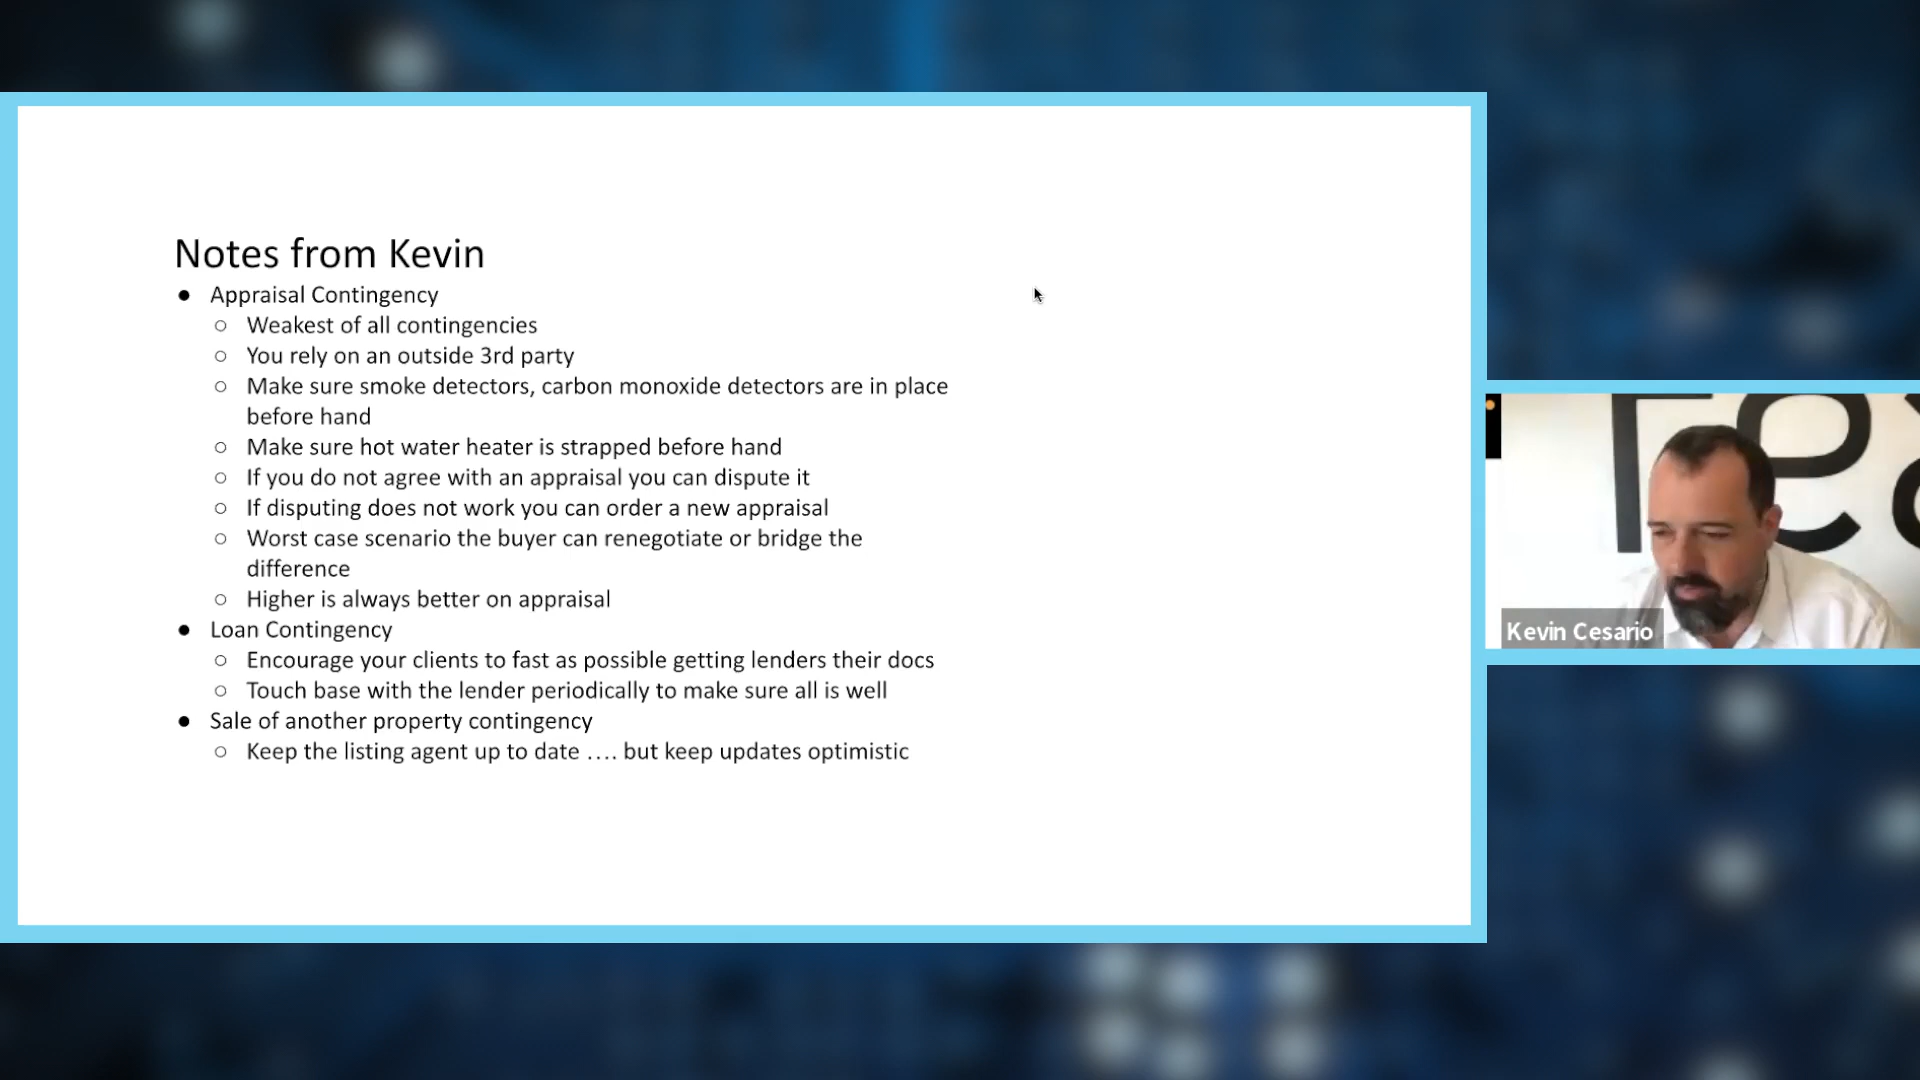 Notes from Kevin
● Appraisal Contingency
○ Weakest of all contingencies
○ You rely on an outside 3rd party
○ Make sure smoke detectors, carbon monoxide detectors are in place
before hand
○ Make sure hot water heater is strapped before hand
○ If you do not agree with an appraisal you can dispute it
○ If disputing does not work you can order a new appraisal
○ Worst case scenario the buyer can renegotiate or bridge the
difference
○ Higher is always better on appraisal
● Loan Contingency
○ Encourage your clients to fast as possible getting lenders their docs
○ Touch base with the lender periodically to make sure all is well
● Sale of another property contingency
○ Keep the listing agent up to date .... but keep updates optimistic
Kevin Cesario